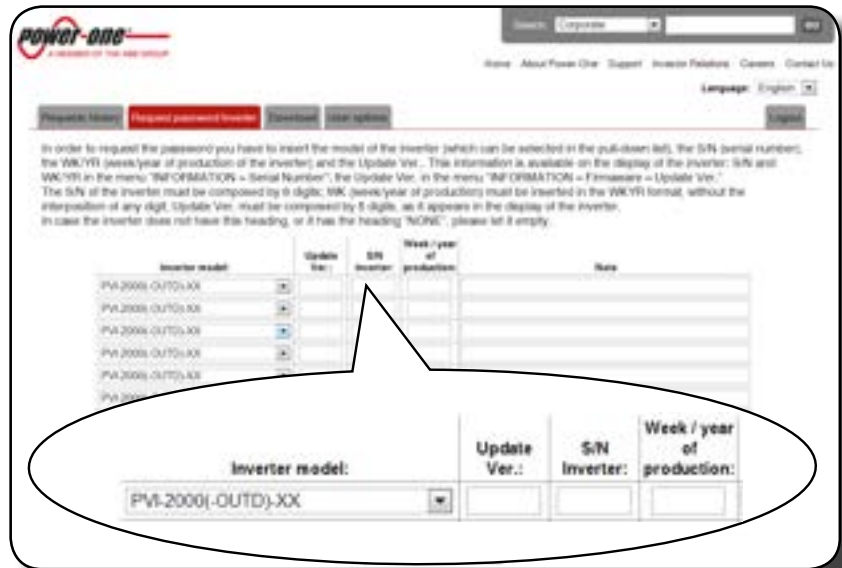 power-one
A MEMBER OF THE ABB GROUP
Search: Corporate GO
Home About Power-One Support Investor Relations Careers Contact Us
Language: English
Requests history Request password Inverter Download User options Logout
In order to request the password you have to insert the model of the inverter (which can be selected in the pull-down list), the S/N (serial number),
the WK/YR (week/year of production of the inverter) and the Update Ver.. This information is available on the display of the inverter: S/N and
WK/YR in the menu "INFORMATION – Serial Number"; the Update Ver. in the menu "INFORMATION – Firmware – Update Ver."
The S/N of the inverter must be composed by 6 digits; WK (week/year of production) must be inserted in the WKYR format, without the
interposition of any digit, Update Ver. must be composed by digits, as it appears in the display of the inverter.
In case the inverter does not have this heading, or it has the heading "NONE", please let it empty.
Inverter model: Update Ver.: S/N Inverter: Week / year of production: Note
PVI-2000(-OUTD)-XX
PVI-2000(-OUTD)-XX
PVI-2000(-OUTD)-XX
PVI-2000(-OUTD)-XX
PVI-2000(-OUTD)-XX
Week / year
Update S/N of
Inverter model: Ver.: Inverter: production:
PVI-2000(-OUTD)-XX